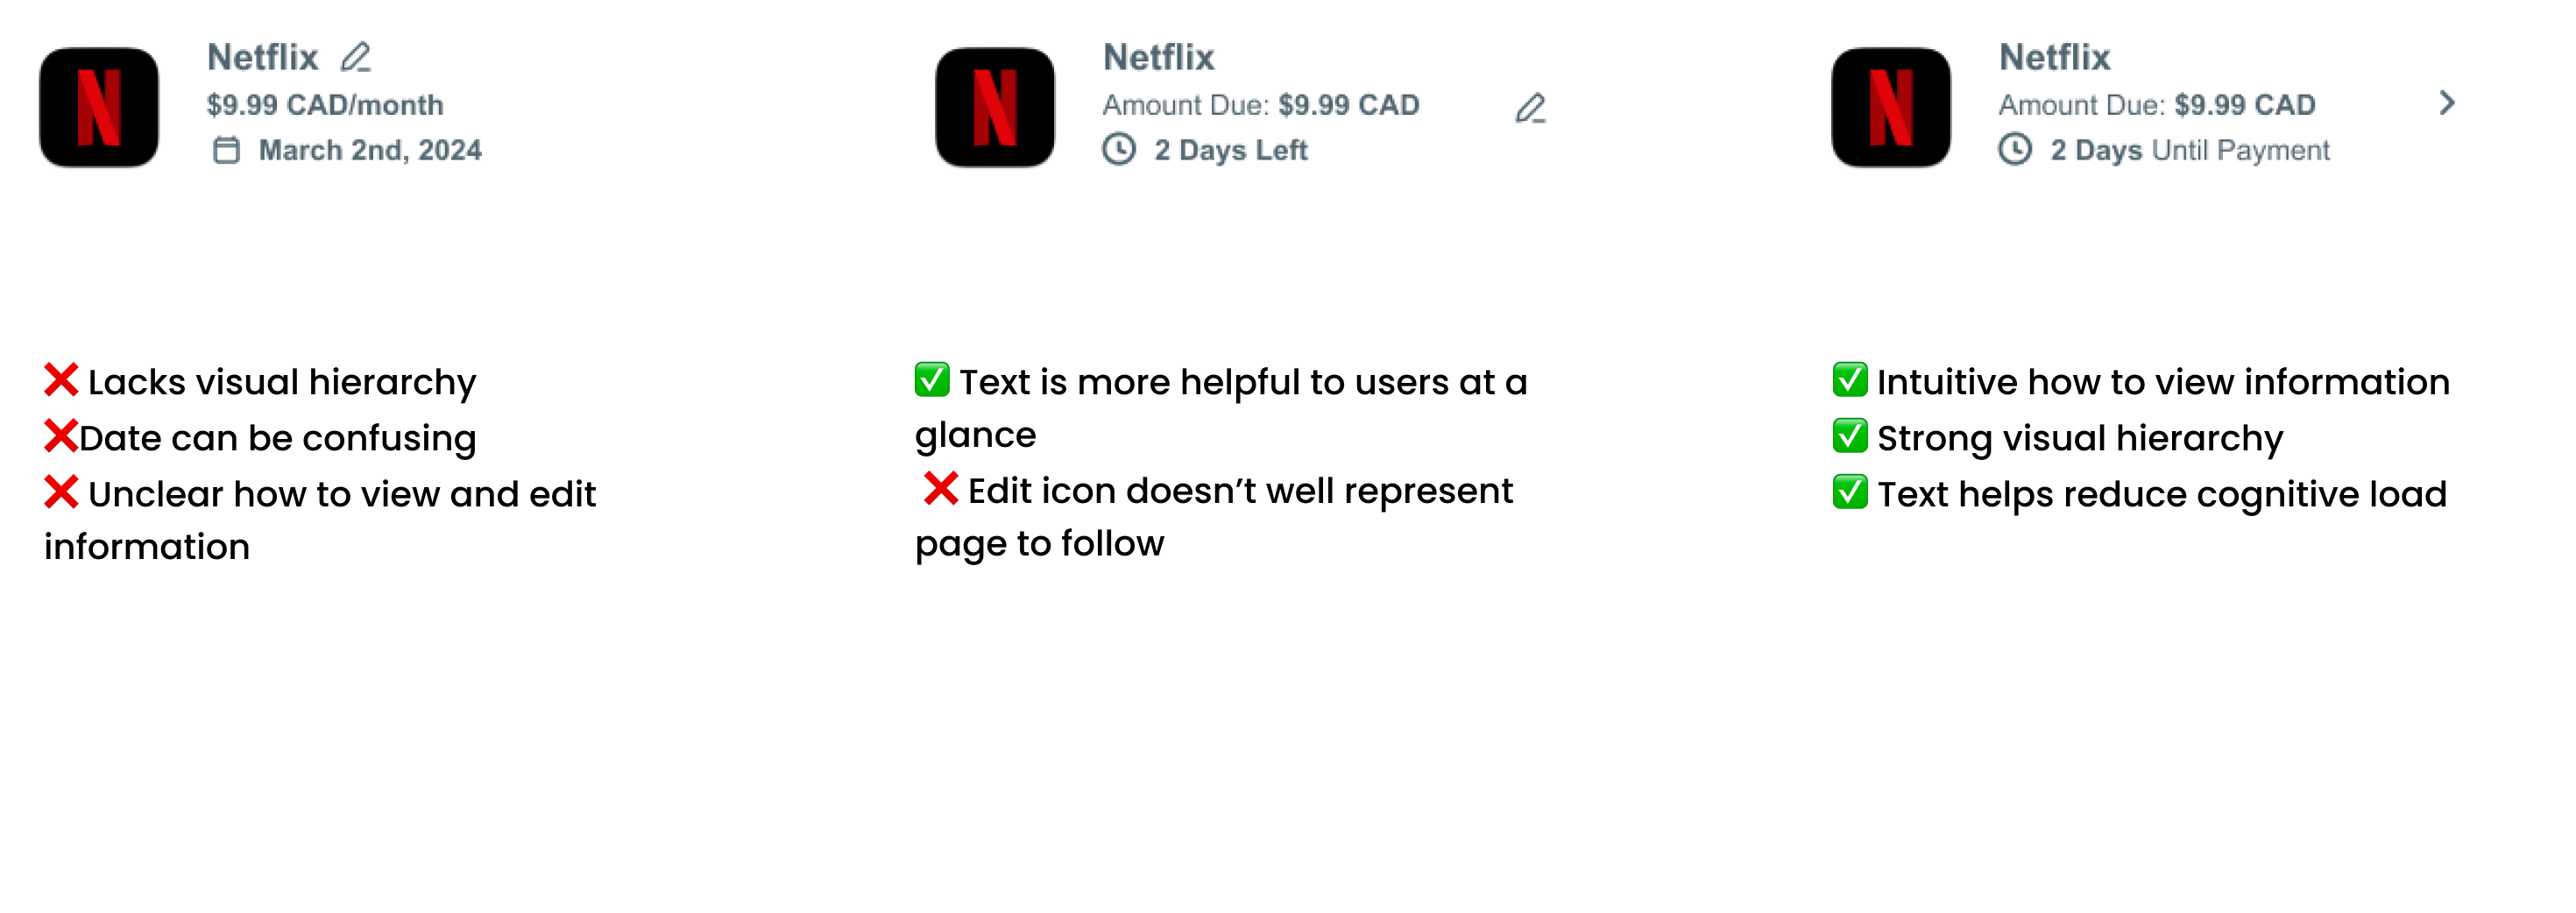 Netflix
$9.99 CAD/month
March 2nd, 2024
❌ Lacks visual hierarchy
❌Date can be confusing
❌ Unclear how to view and edit
information
Netflix
Amount Due: $9.99 CAD
2 Days Left
✅ Text is more helpful to users at a
glance
❌ Edit icon doesn’t well represent
page to follow
Netflix
Amount Due: $9.99 CAD
2 Days Until Payment
✅ Intuitive how to view information
✅ Strong visual hierarchy
✅ Text helps reduce cognitive load